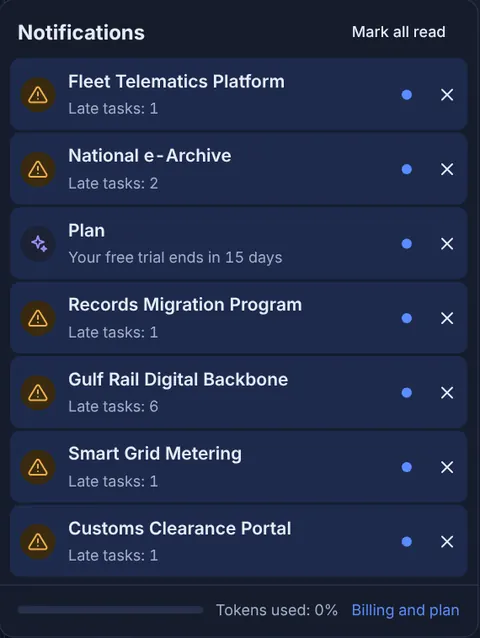 Notifications
Mark all read
Fleet Telematics Platform
Late tasks: 1
National e-Archive
Late tasks: 2
Plan
Your free trial ends in 15 days
Records Migration Program
Late tasks: 1
Gulf Rail Digital Backbone
Late tasks: 6
Smart Grid Metering
Late tasks: 1
Customs Clearance Portal
Late tasks: 1
Tokens used: 0%
Billing and plan